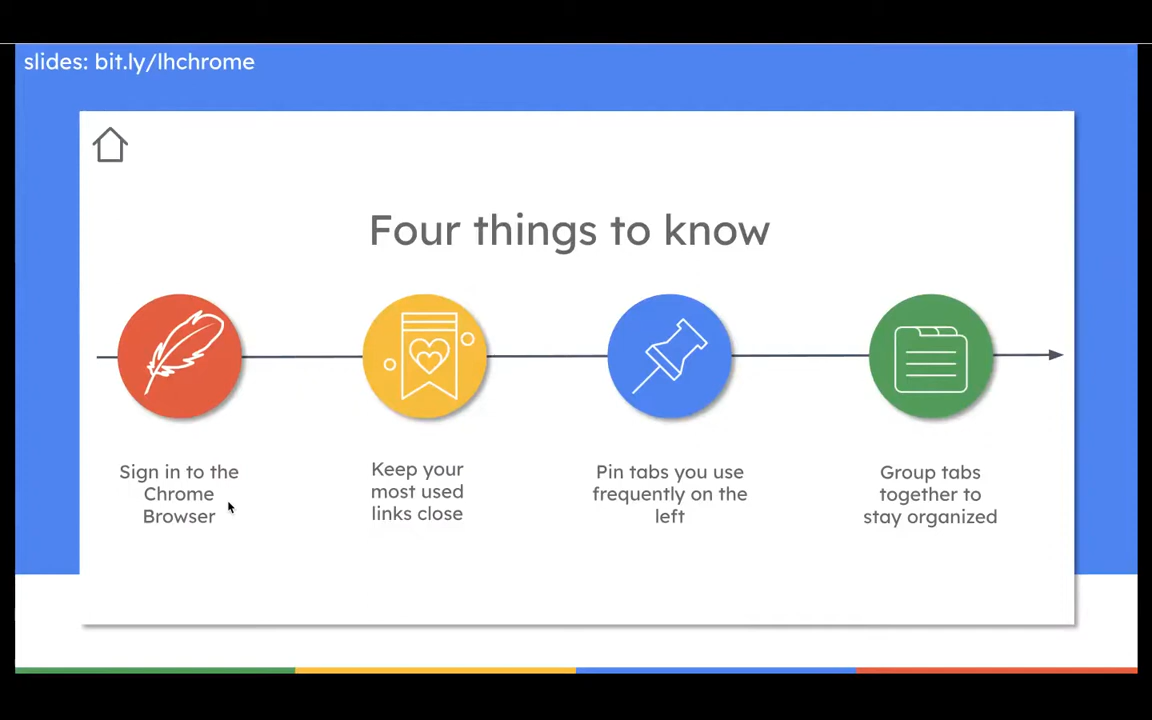 slides: bit.ly/lhchrome
Four things to know
Sign in to the
Chrome
Browser
Keep your
most used
links close
Pin tabs you use
frequently on the
left
Group tabs
together to
stay organized